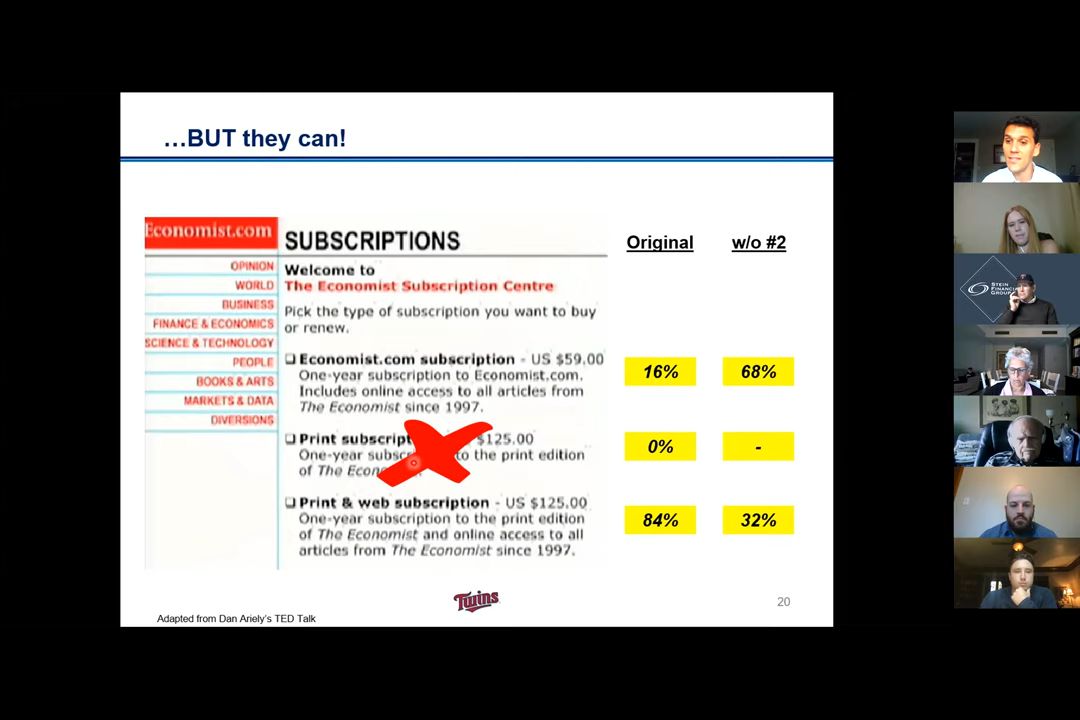 …BUT they can!
Economist.com
OPINION
WORLD
BUSINESS
FINANCE & ECONOMICS
SCIENCE & TECHNOLOGY
PEOPLE
BOOKS & ARTS
MARKETS & DATA
DIVERSIONS
SUBSCRIPTIONS
Welcome to
The Economist Subscription Centre
Pick the type of subscription you want to buy
or renew.
Economist.com subscription - US $59.00
One-year subscription to Economist.com.
Includes online access to all articles from
The Economist since 1997.
Print subscript $125.00
One-year subsc to the print edition
of The Econ
Print & web subscription - US $125.00
One-year subscription to the print edition
of The Economist and online access to all
articles from The Economist since 1997.
Original w/o #2
16% 68%
0% -
84% 32%
Twins
20
Adapted from Dan Ariely's TED Talk
STEIN
FINANCIAL
GROUP